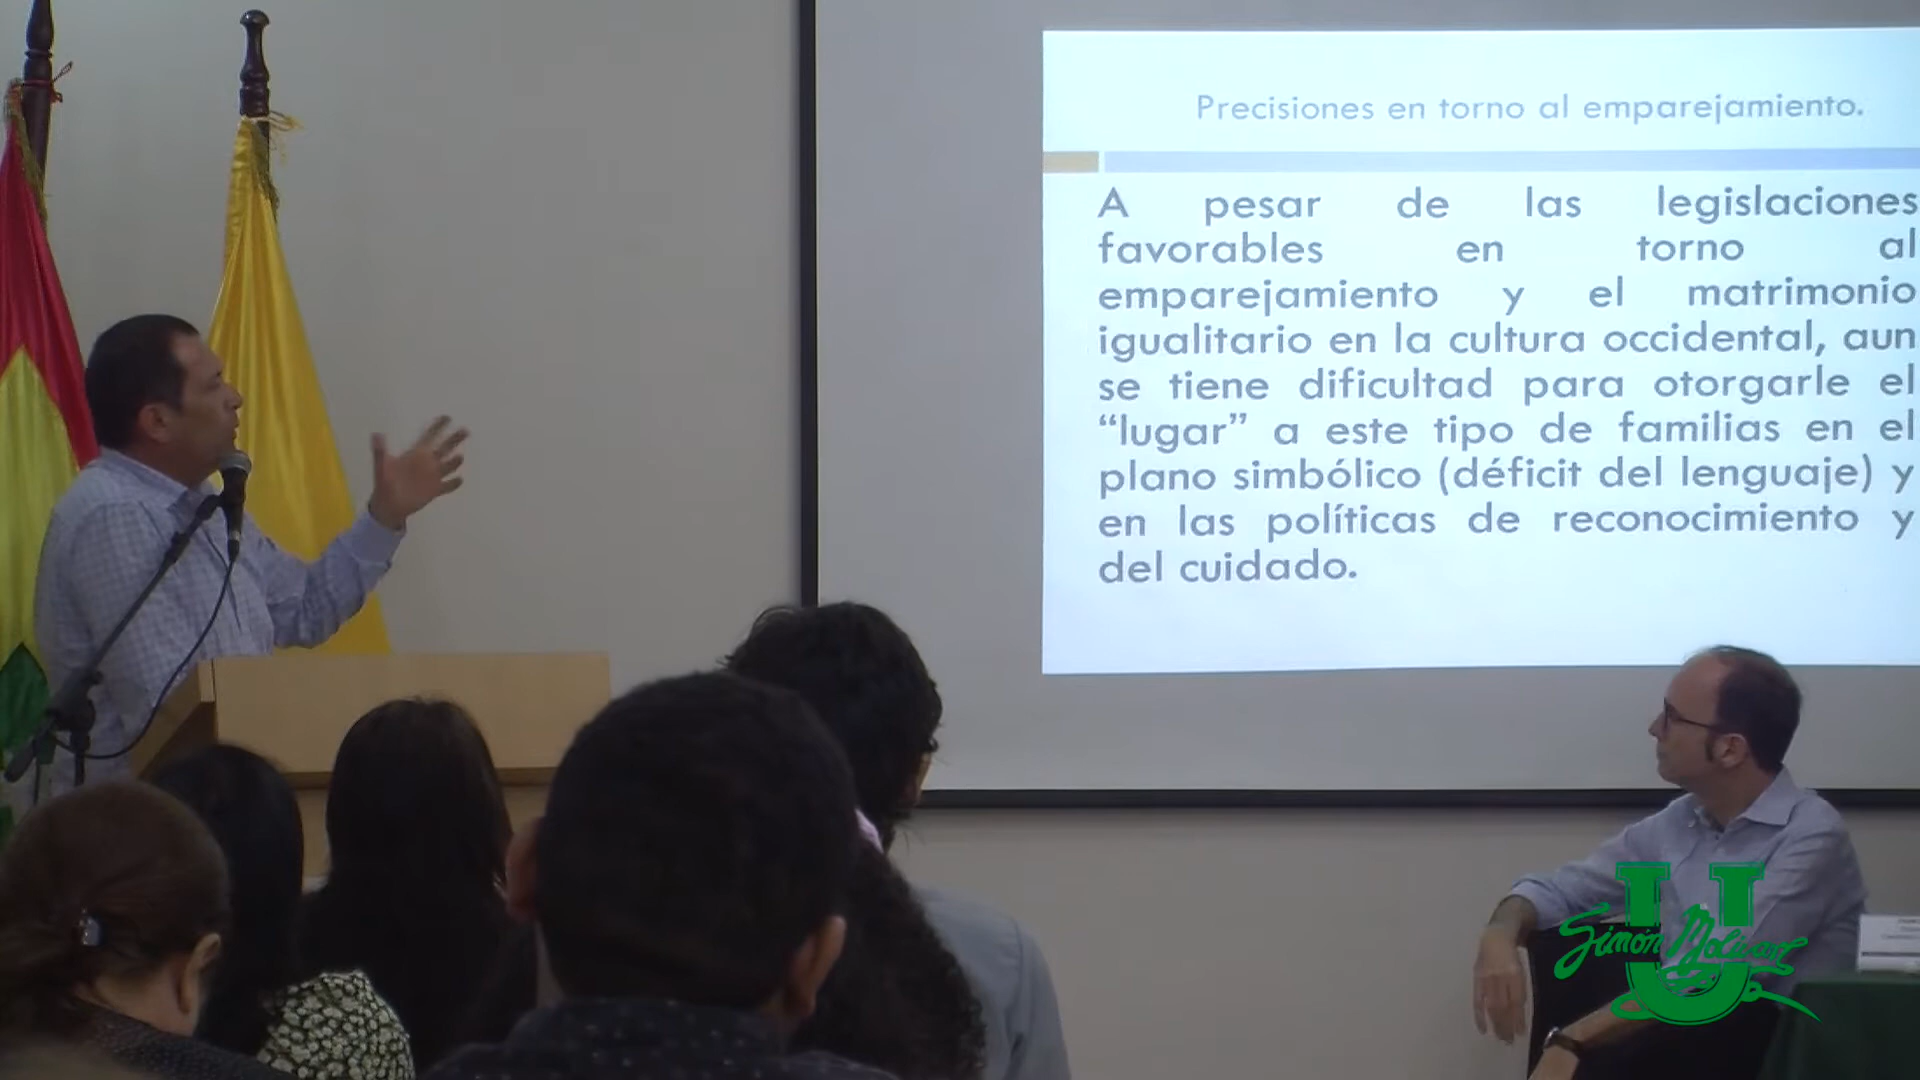 Precisiones en torno al emparejamiento.
A pesar de las legislaciones
favorables en torno al
emparejamiento y el matrimonio
igualitario en la cultura occidental, aun
se tiene dificultad para otorgarle el
“lugar” a este tipo de familias en el
plano simbólico (déficit del lenguaje) y
en las políticas de reconocimiento y
del cuidado.
U
Simón Bolívar